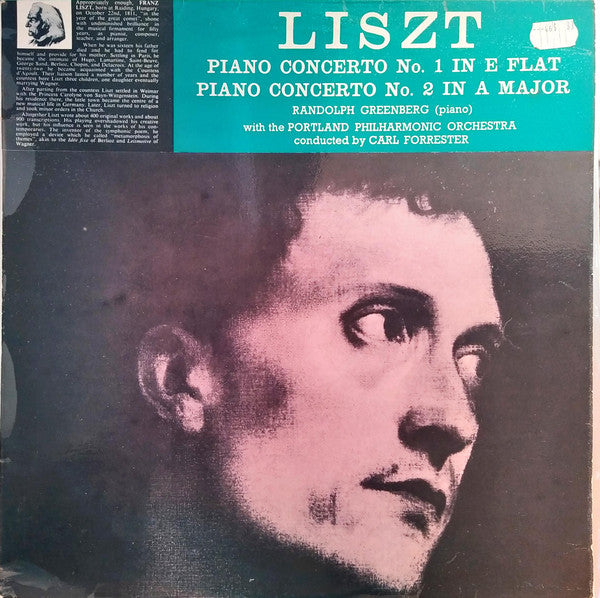 Appropriately enough, FRANZ
LISZT, born at Raiding, Hungary,
on October 22nd, 1811, "in the
year of the great comet", shone
with undiminished brilliance in
the musical firmament for fifty
years, as pianist, composer,
teacher, and arranger.
When he was sixteen his father
died and he had to start to
himself and provide for his mother. Settling in Paris, he
became the intimate of Hugo, Lamartine, Saint-Beuve,
George Sand, Berlioz, Chopin, and Delacroix. At the age of
twenty-two he became acquainted with the Countess
d'Agoult. Their liaison lasted a number of years and the
countess bore Liszt three children, one daughter eventually
marrying Wagner.
After parting from the countess Liszt settled in Weimar
with the Princess Carolyne von Sayn-Wittgenstein. During
his residence there, the little town became the centre of a
new musical life in Germany. Later, Liszt turned to religion
and took minor orders in the Church.
Altogether Liszt wrote about 400 original works and about
900 transcriptions. His playing overshadowed his creative
work, but his influence is seen in the works of his con-
temporaries. The inventor of the symphonic poem, he
employed a device which he called "metamorphosis of
themes", akin to the Idée fixe of Berlioz and Leitmotive of
Wagner.
LISZT
PIANO CONCERTO No. 1 IN E FLAT
PIANO CONCERTO No. 2 IN A MAJOR
RANDOLPH GREENBERG (piano)
with the PORTLAND PHILHARMONIC ORCHESTRA
conducted by CARL FORRESTER